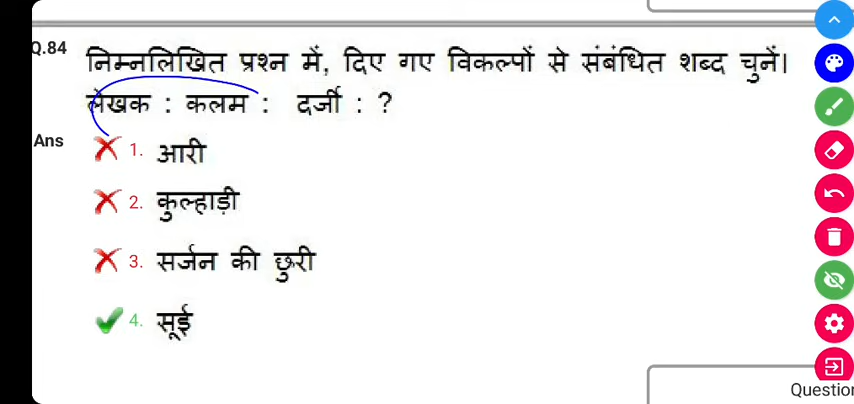 Q.84 निम्नलिखित प्रश्न में, दिए गए विकल्पों से संबंधित शब्द चुनें।
लेखक : कलम : दर्जी : ?
Ans 1. आरी
2. कुल्हाड़ी
3. सर्जन की छुरी
4. सूई
Question